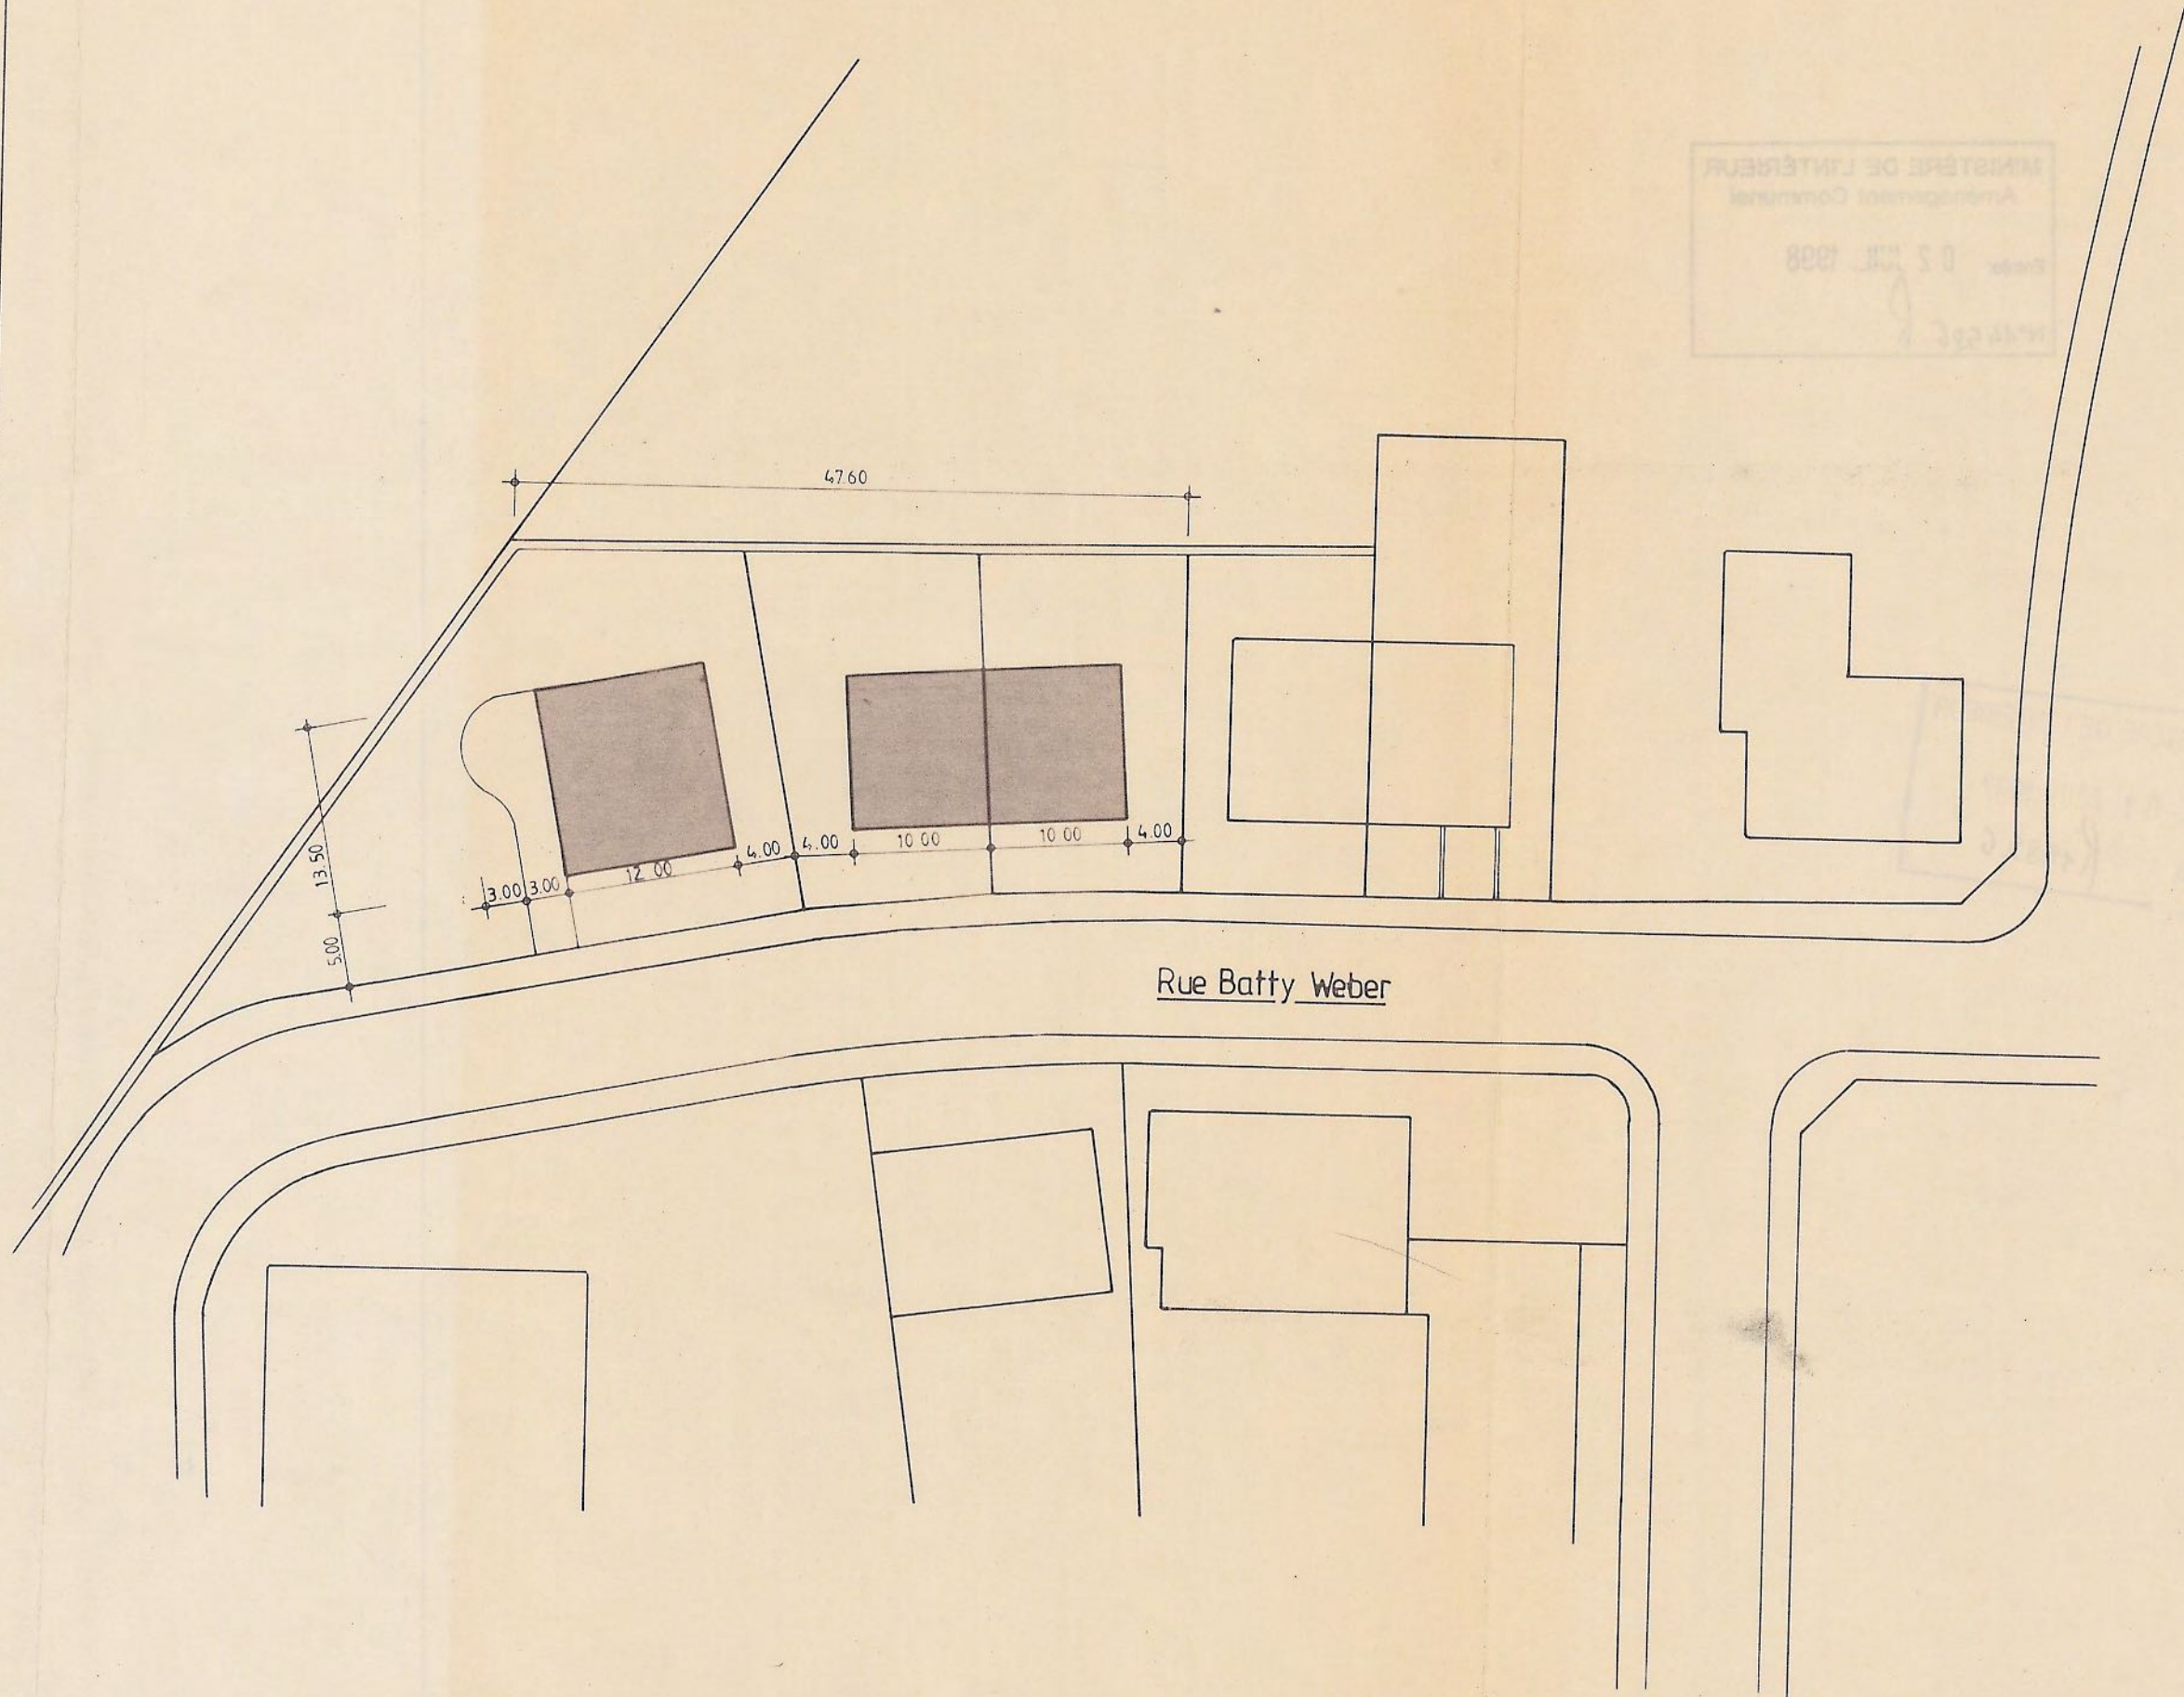 MINISTÈRE DE L'INTÉRIEUR
Aménagement Communal
Entrée: 02 JUIL. 1998
47.60
13.50
5.00
3.00 3.00 12.00 4.00 4.00 10.00 10.00 4.00
Rue Batty Weber